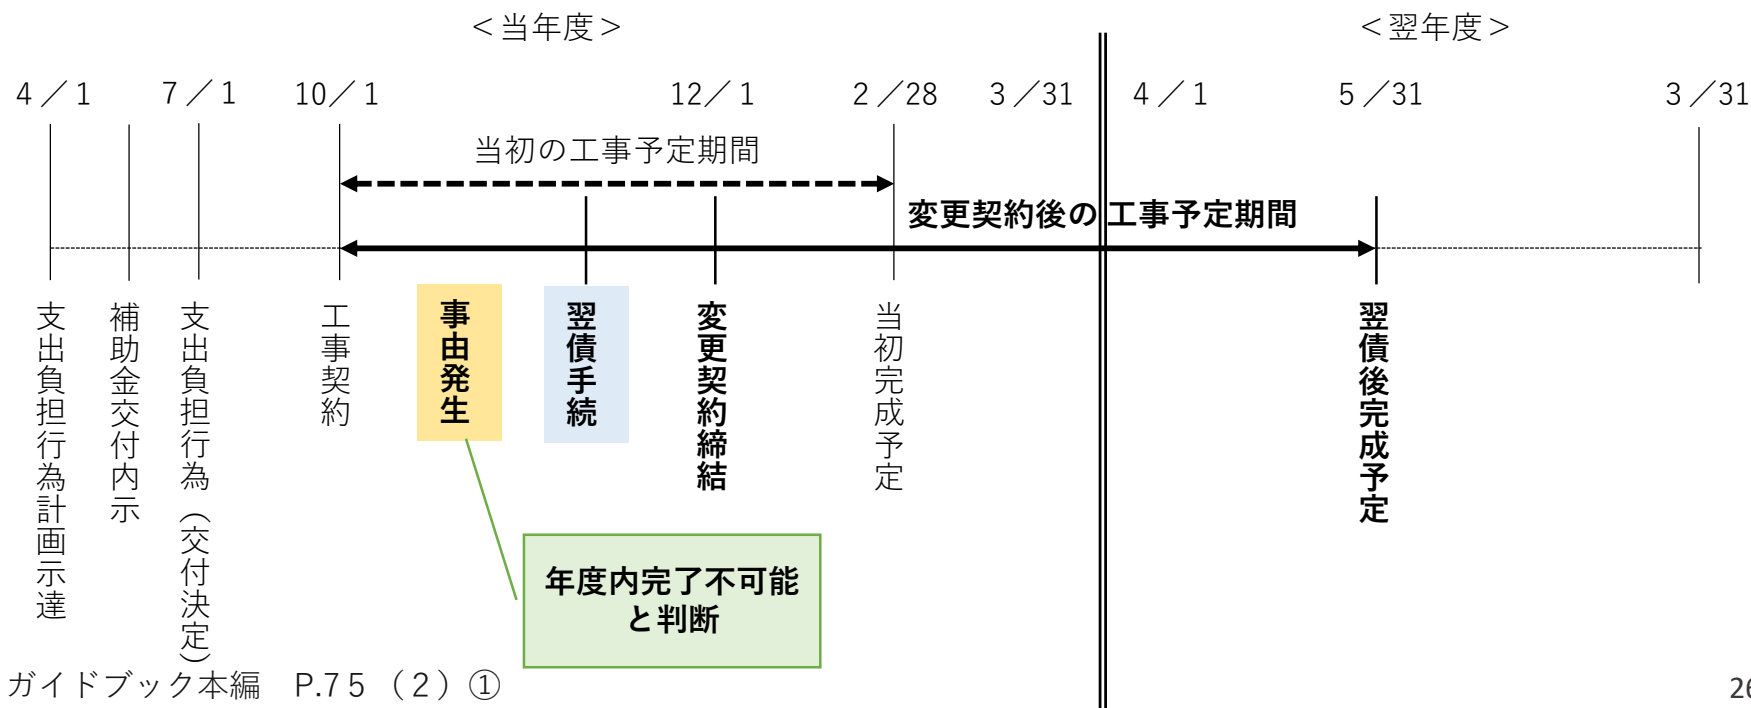 ＜当年度＞
＜翌年度＞
4／1
7／1
10／1
12／1
2／28
3／31
4／1
5／31
3／31
当初の工事予定期間
変更契約後の工事予定期間
支出負担行為計画示達
補助金交付内示
支出負担行為（交付決定）
工事契約
事由発生
翌債手続
変更契約締結
当初完成予定
翌債後完成予定
年度内完了不可能
と判断
ガイドブック本編　P.75（2）①
26